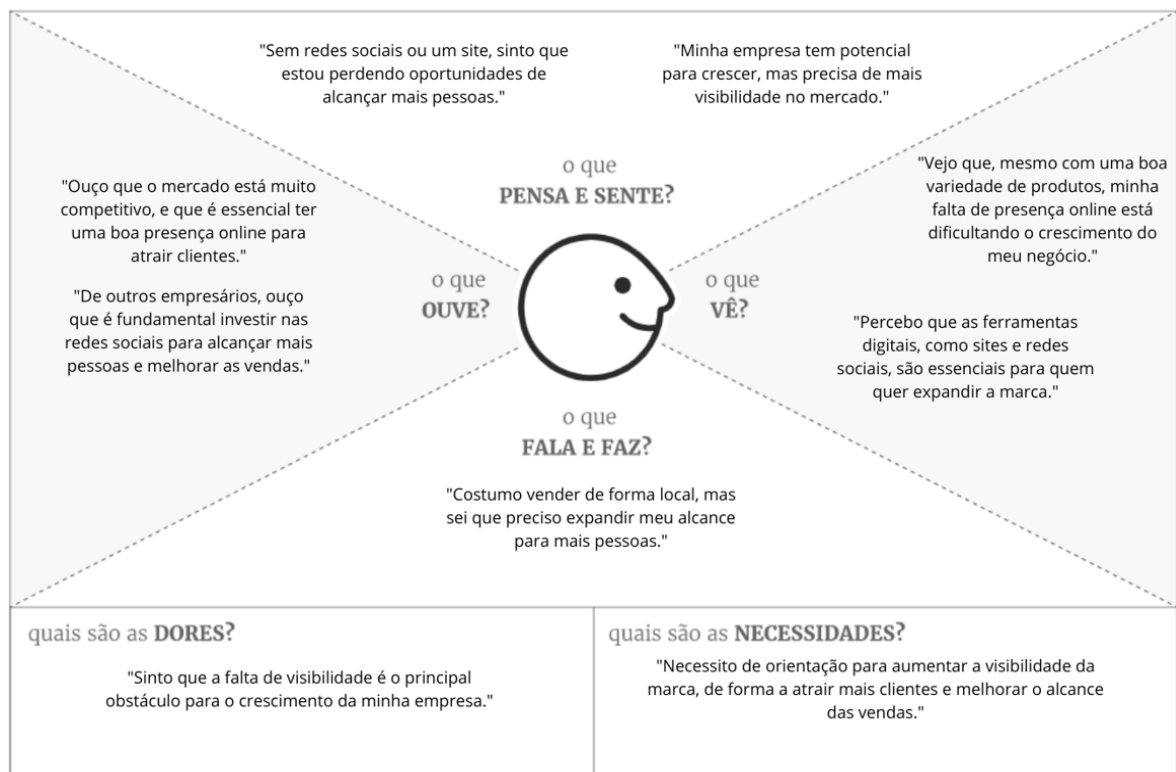 "Sem redes sociais ou um site, sinto que
estou perdendo oportunidades de
alcançar mais pessoas."
"Minha empresa tem potencial
para crescer, mas precisa de mais
visibilidade no mercado."
o que
PENSA E SENTE?
"Ouço que o mercado está muito
competitivo, e que é essencial ter
uma boa presença online para
atrair clientes."
"De outros empresários, ouço
que é fundamental investir nas
redes sociais para alcançar mais
pessoas e melhorar as vendas."
o que
OUVE?
o que
VÊ?
"Vejo que, mesmo com uma boa
variedade de produtos, minha
falta de presença online está
dificultando o crescimento do
meu negócio."
"Percebo que as ferramentas
digitais, como sites e redes
sociais, são essenciais para quem
quer expandir a marca."
o que
FALA E FAZ?
"Costumo vender de forma local, mas
sei que preciso expandir meu alcance
para mais pessoas."
quais são as DORES?
"Sinto que a falta de visibilidade é o principal
obstáculo para o crescimento da minha empresa."
quais são as NECESSIDADES?
"Necessito de orientação para aumentar a visibilidade da
marca, de forma a atrair mais clientes e melhorar o alcance
das vendas."